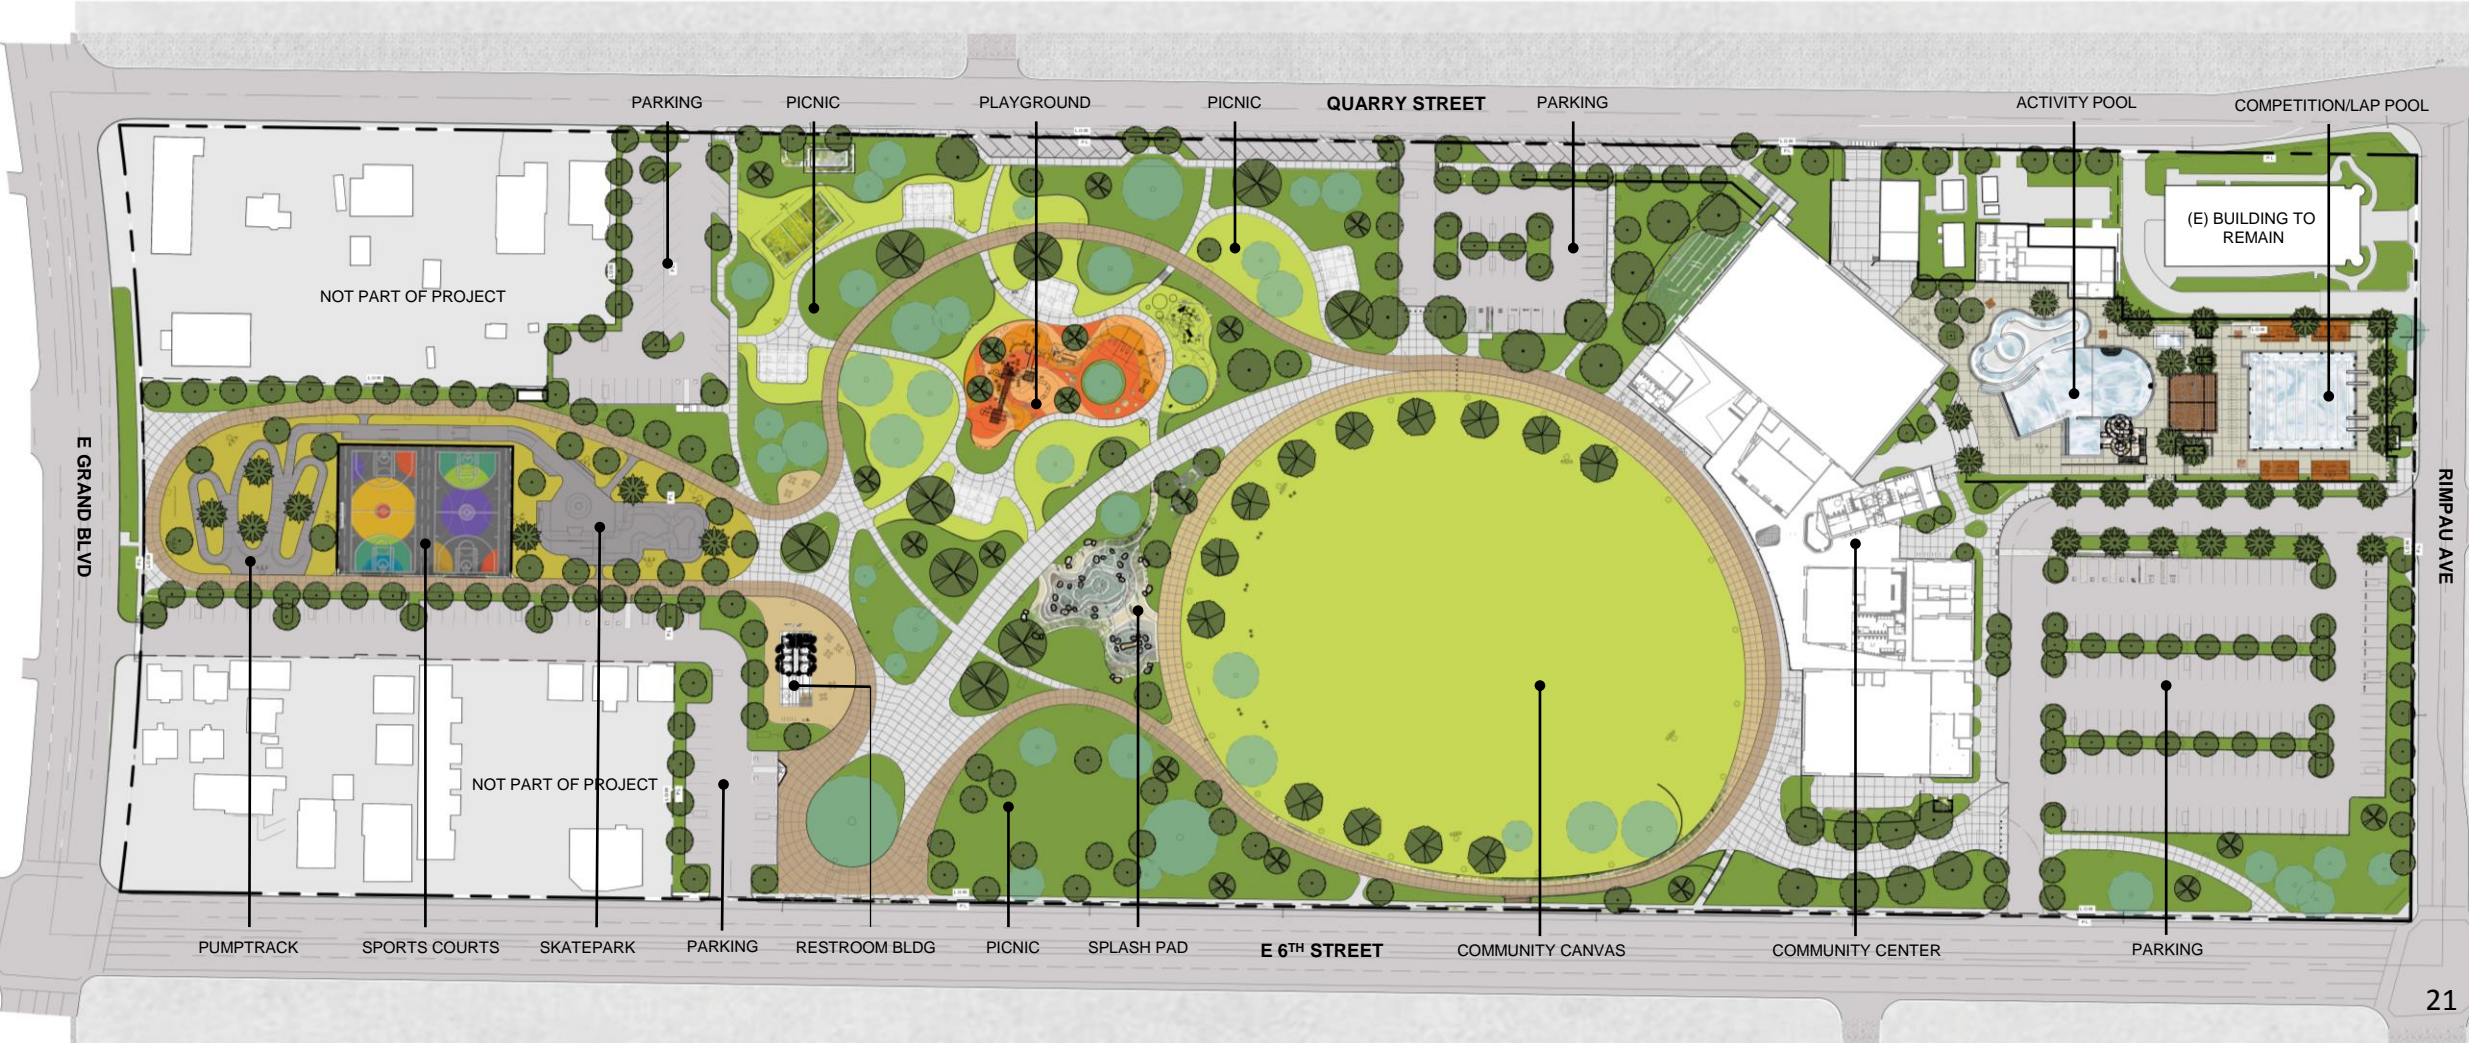 PARKING
PICNIC
PLAYGROUND
PICNIC
QUARRY STREET
PARKING
ACTIVITY POOL
COMPETITION/LAP POOL
(E) BUILDING TO
REMAIN
NOT PART OF PROJECT
E GRAND BLVD
RIMPAU AVE
NOT PART OF PROJECT
PUMPTRACK
SPORTS COURTS
SKATEPARK
PARKING
RESTROOM BLDG
PICNIC
SPLASH PAD
E 6TH STREET
COMMUNITY CANVAS
COMMUNITY CENTER
PARKING
21